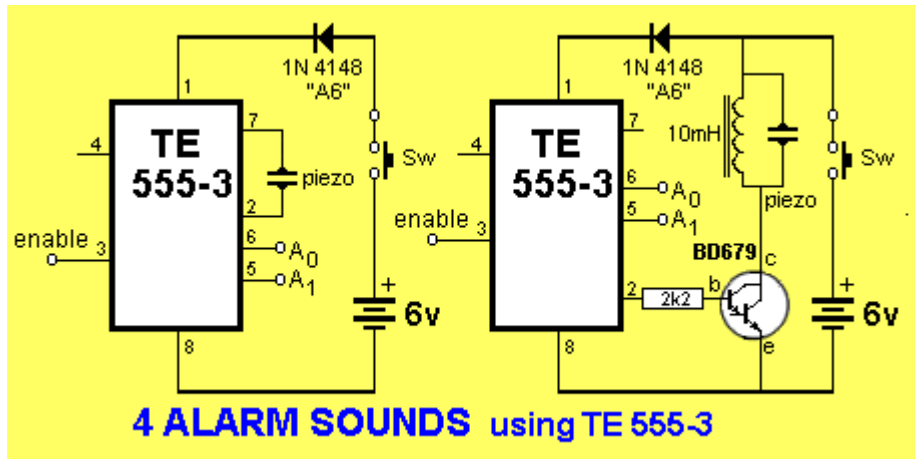 1N 4148
"A6"
1
TE
555-3
4
7
piezo
2
enable 3
6 A0
5 A1
8
Sw
+
6v
1N 4148
"A6"
1
TE
555-3
4
7
6 A0
5 A1
enable 3
2
2k2
8
10mH
piezo
BD679
c
b
e
Sw
+
6v
4 ALARM SOUNDS using TE 555-3